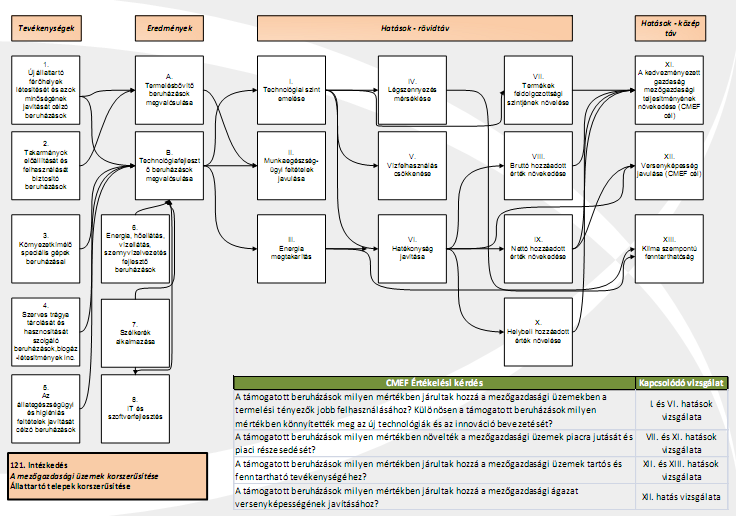 Tevékenységek
Eredmények
Hatások - rövidtáv
Hatások - közép
táv
1.
Új állattartó
férőhelyek
létesítését és azok
minőségének
javítását célzó
beruházások
2.
Takarmányok
előállítását és
felhasználását
biztosító
beruházások
3.
Környezetkímélő
speciális gépek
beruházásai
4.
Szerves trágya
tárolását és
hasznosítását
szolgáló
beruházások,biogáz
-létesítmények inc.
5.
Az
állategészségügyi
és higiéniás
feltételek javítását
célzó beruházások
A.
Termelésbővítő
beruházások
megvalósulása
B.
Technológiafejleszt
ő beruházások
megvalósulása
6.
Energia, hőellátás,
vízellátás,
szennyvízelvezetés
fejlesztő
beruházások
7.
Szélkerék
alkalmazása
8.
IT és
szoftverfejlesztés
I.
Technológiai szint
emelése
II.
Munkaegészség-
ügyi feltételek
javulása
III.
Energia
megtakarítás
IV.
Légszennyezés
mérséklése
V.
Vízfelhasználás
csökkenése
VI.
Hatékonyság
javítása
VII.
Termékek
feldolgozottsági
szintjének növelése
VIII.
Bruttó hozzáadott
érték növekedése
IX.
Nettó hozzáadott
érték növekedése
X.
Helyben hozzáadott
érték növelése
XI.
A kedvezményezett
gazdaság
mezőgazdasági
teljesítményének
növekedése (CMEF
cél)
XII.
Versenyképesség
javulása (CMEF cél)
XIII.
Klíma szempontú
fenntarthatóság
CMEF Értékelési kérdés
Kapcsolódó vizsgálat
A támogatott beruházások milyen mértékben járultak hozzá a mezőgazdasági üzemekben a
termelési tényezők jobb felhasználásához? Különösen a támogatott beruházások milyen
mértékben könnyítették meg az új technológiák és az innováció bevezetését?
I. és VI. hatások
vizsgálata
A támogatott beruházások milyen mértékben növelték a mezőgazdasági üzemek piacra jutását és
piaci részesedését?
VII. és XI. hatások
vizsgálata
A támogatott beruházások milyen mértékben járultak hozzá a mezőgazdasági üzemek tartós és
fenntartható tevékenységéhez?
XII. és XIII. hatások
vizsgálata
A támogatott beruházások milyen mértékben járultak hozzá a mezőgazdasági ágazat
versenyképességének javításához?
XII. hatás vizsgálata
121. Intézkedés
A mezőgazdasági üzemek korszerűsítése
Állattartó telepek korszerűsítése